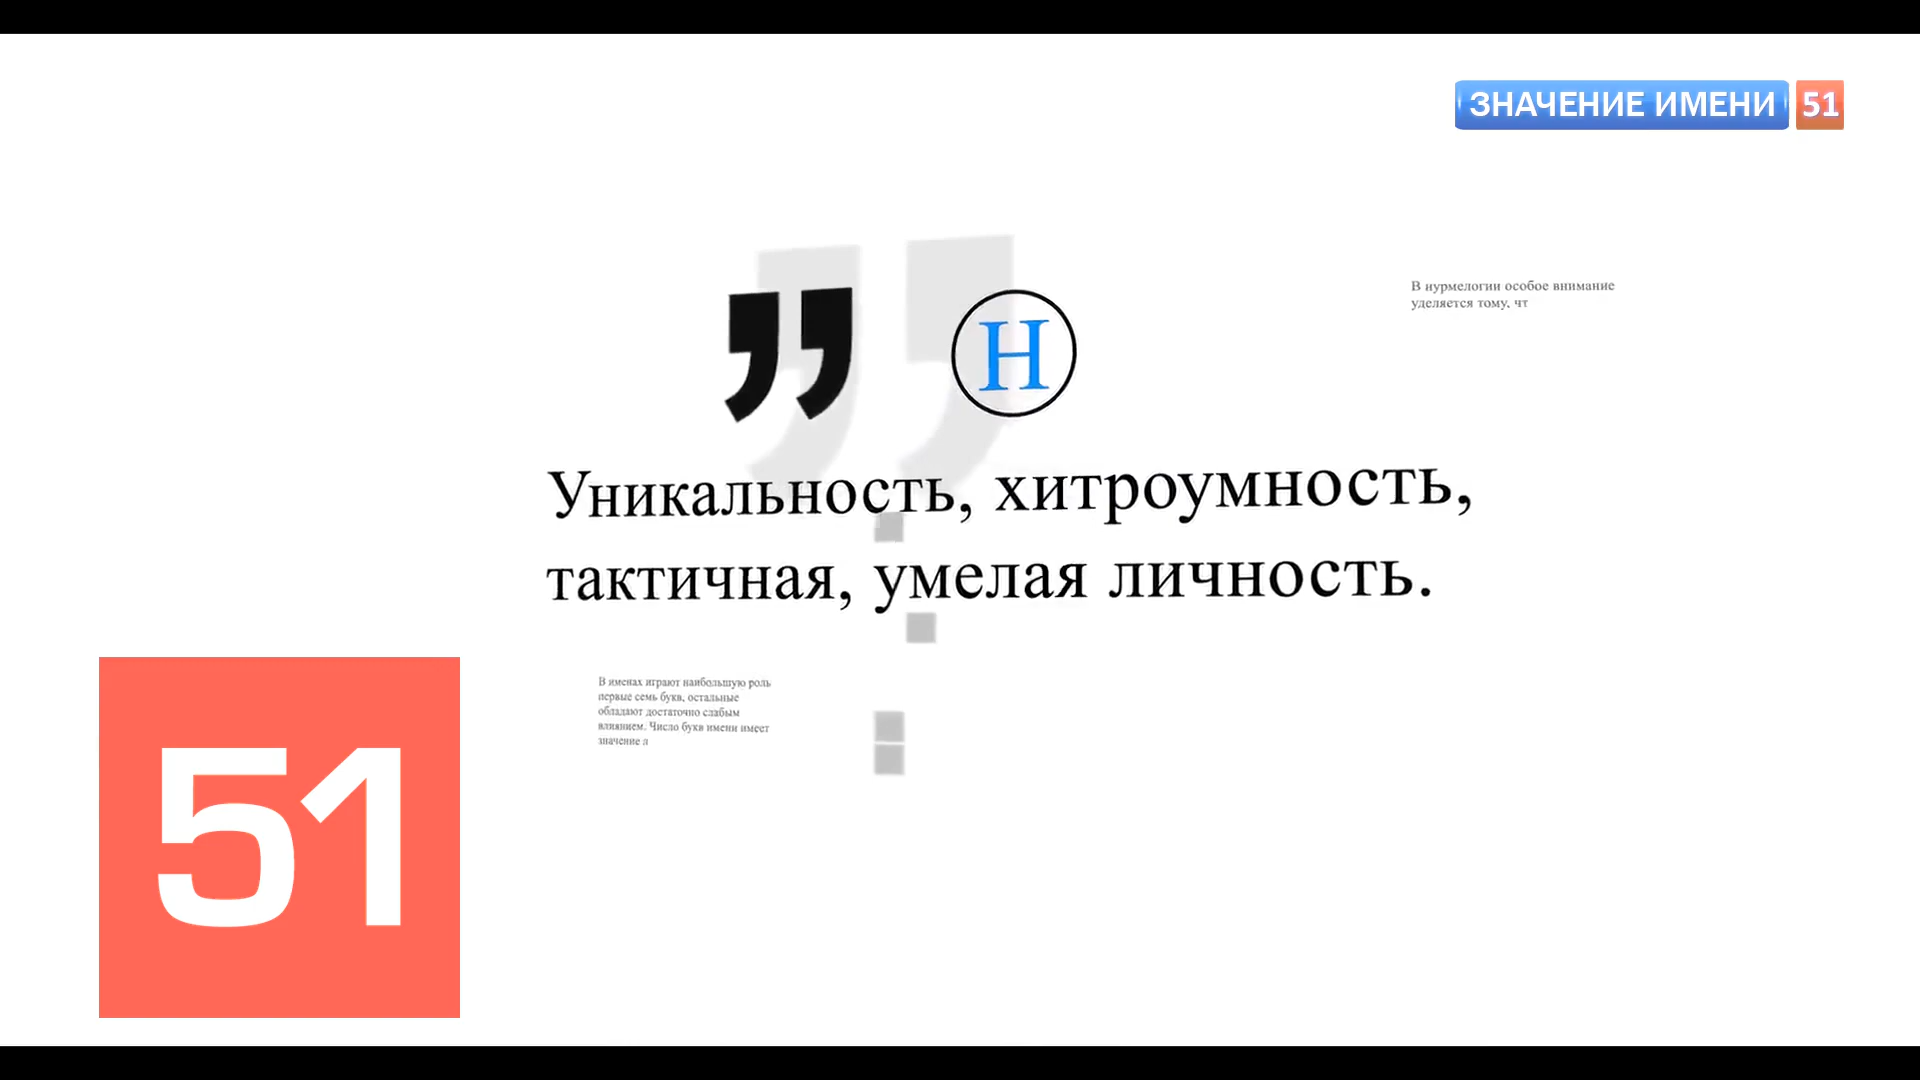 ЗНАЧЕНИЕ ИМЕНИ 51
В нурмелогии особое внимание
уделяется тому, чт
Н
Уникальность, хитроумность,
тактичная, умелая личность.
В именах играют наибольшую роль
первые семь букв, остальные
обладают достаточно слабым
влиянием. Число букв имени имеет
значение л
51